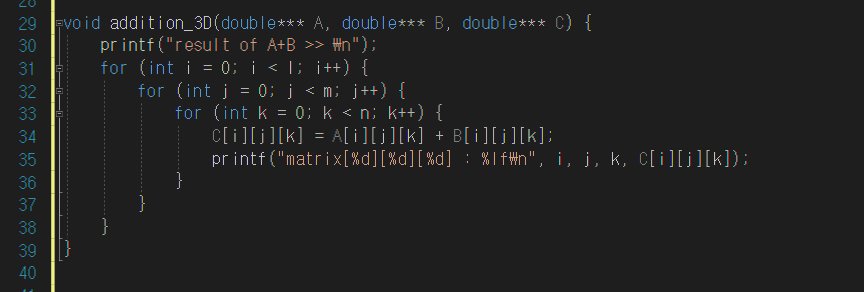 29 void addition_3D(double*** A, double*** B, double*** C) {
30 printf("result of A+B >> ₩n");
31 for (int i = 0; i < l; i++) {
32 for (int j = 0; j < m; j++) {
33 for (int k = 0; k < n; k++) {
34 C[i][j][k] = A[i][j][k] + B[i][j][k];
35 printf("matrix[%d][%d][%d] : %lf₩n", i, j, k, C[i][j][k]);
36 }
37 }
38 }
39 }
40